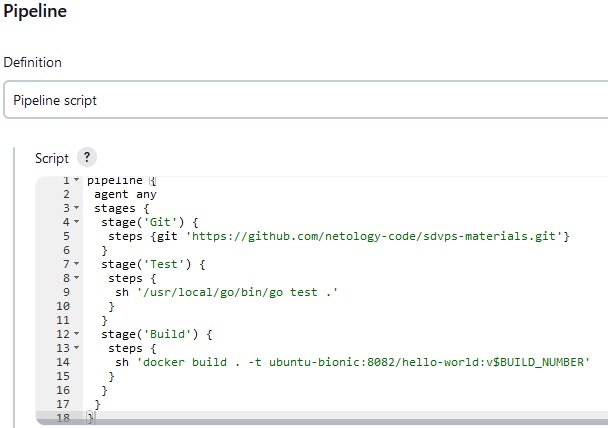 Pipeline
Definition
Pipeline script
Script ?
1 pipeline {
2 agent any
3 stages {
4 stage('Git') {
5 steps {git 'https://github.com/netology-code/sdvps-materials.git'}
6 }
7 stage('Test') {
8 steps {
9 sh '/usr/local/go/bin/go test .'
10 }
11 }
12 stage('Build') {
13 steps {
14 sh 'docker build . -t ubuntu-bionic:8082/hello-world:v$BUILD_NUMBER'
15 }
16 }
17 }
18 }